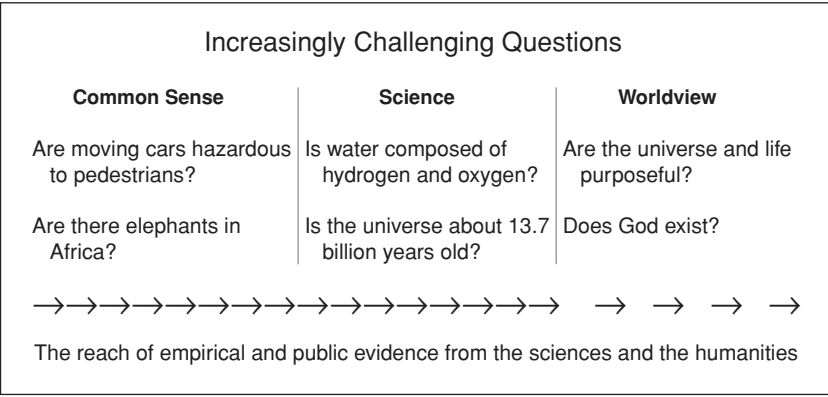 Increasingly Challenging Questions
Common Sense
Are moving cars hazardous
to pedestrians?
Are there elephants in
Africa?
Science
Is water composed of
hydrogen and oxygen?
Is the universe about 13.7
billion years old?
Worldview
Are the universe and life
purposeful?
Does God exist?
The reach of empirical and public evidence from the sciences and the humanities